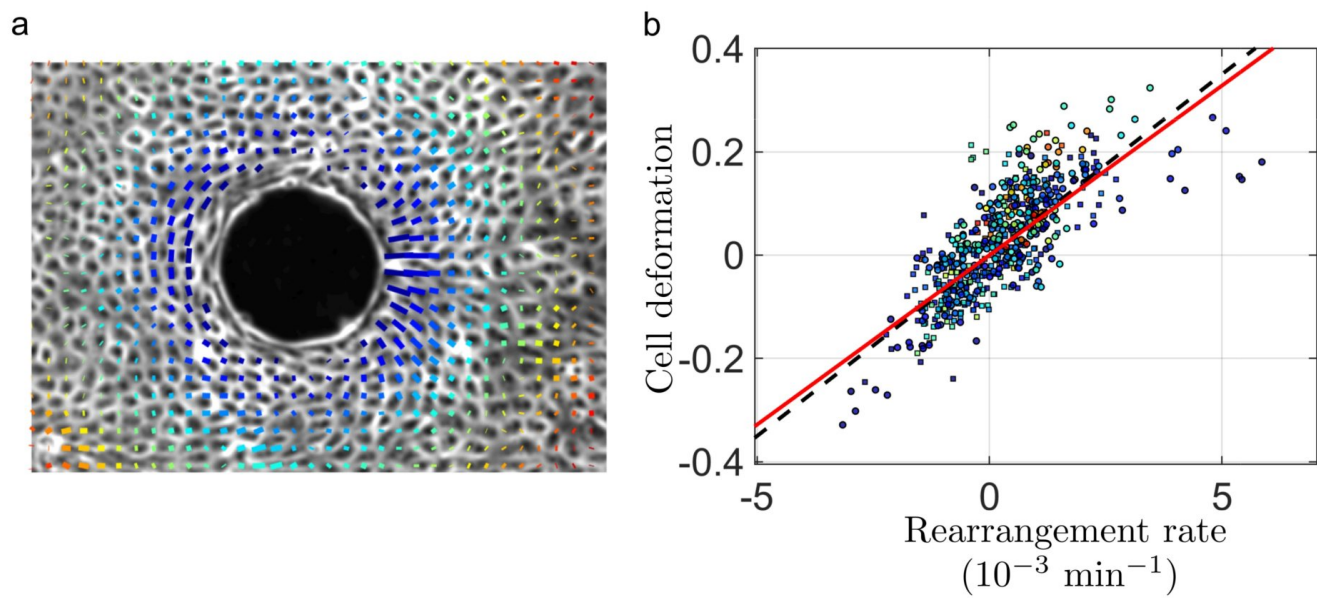 a
b
0.4
0.2
0
-0.2
-0.4
Cell deformation
-5 0 5
Rearrangement rate
(10⁻³ min⁻¹)